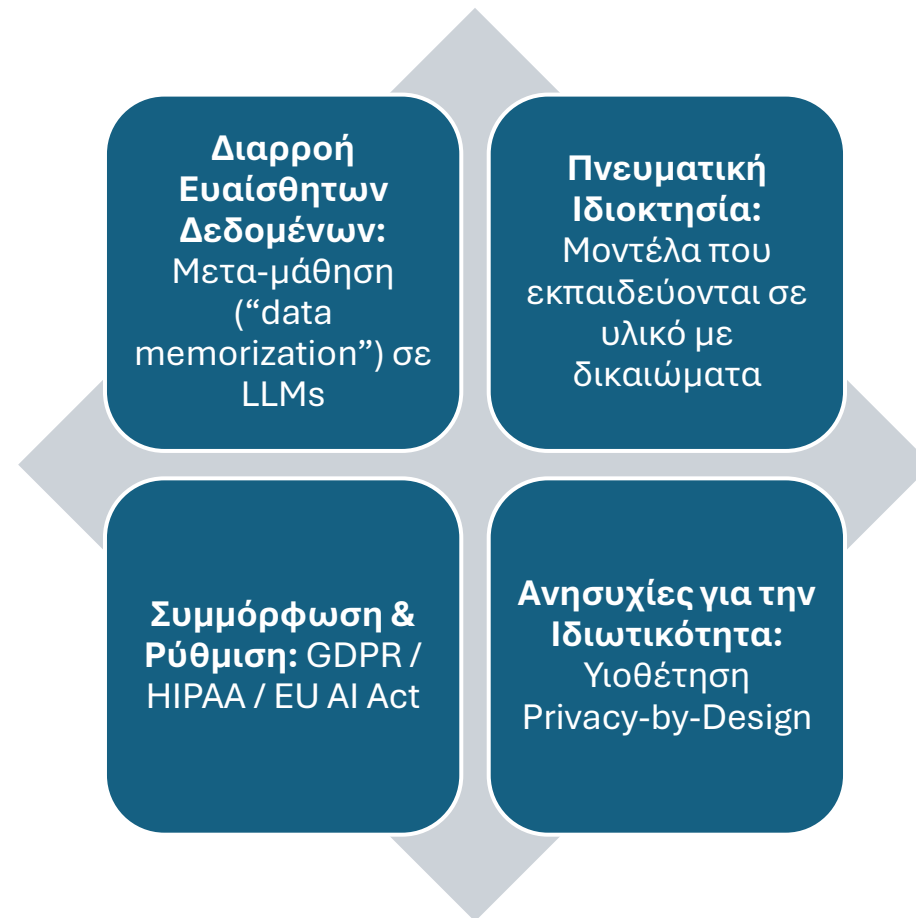 Διαρροή
Ευαίσθητων
Δεδομένων:
Μετα-μάθηση
(“data
memorization”) σε
LLMs
Πνευματική
Ιδιοκτησία:
Μοντέλα που
εκπαιδεύονται σε
υλικό με
δικαιώματα
Συμμόρφωση &
Ρύθμιση: GDPR /
HIPAA / EU AI Act
Ανησυχίες για την
Ιδιωτικότητα:
Υιοθέτηση
Privacy-by-Design